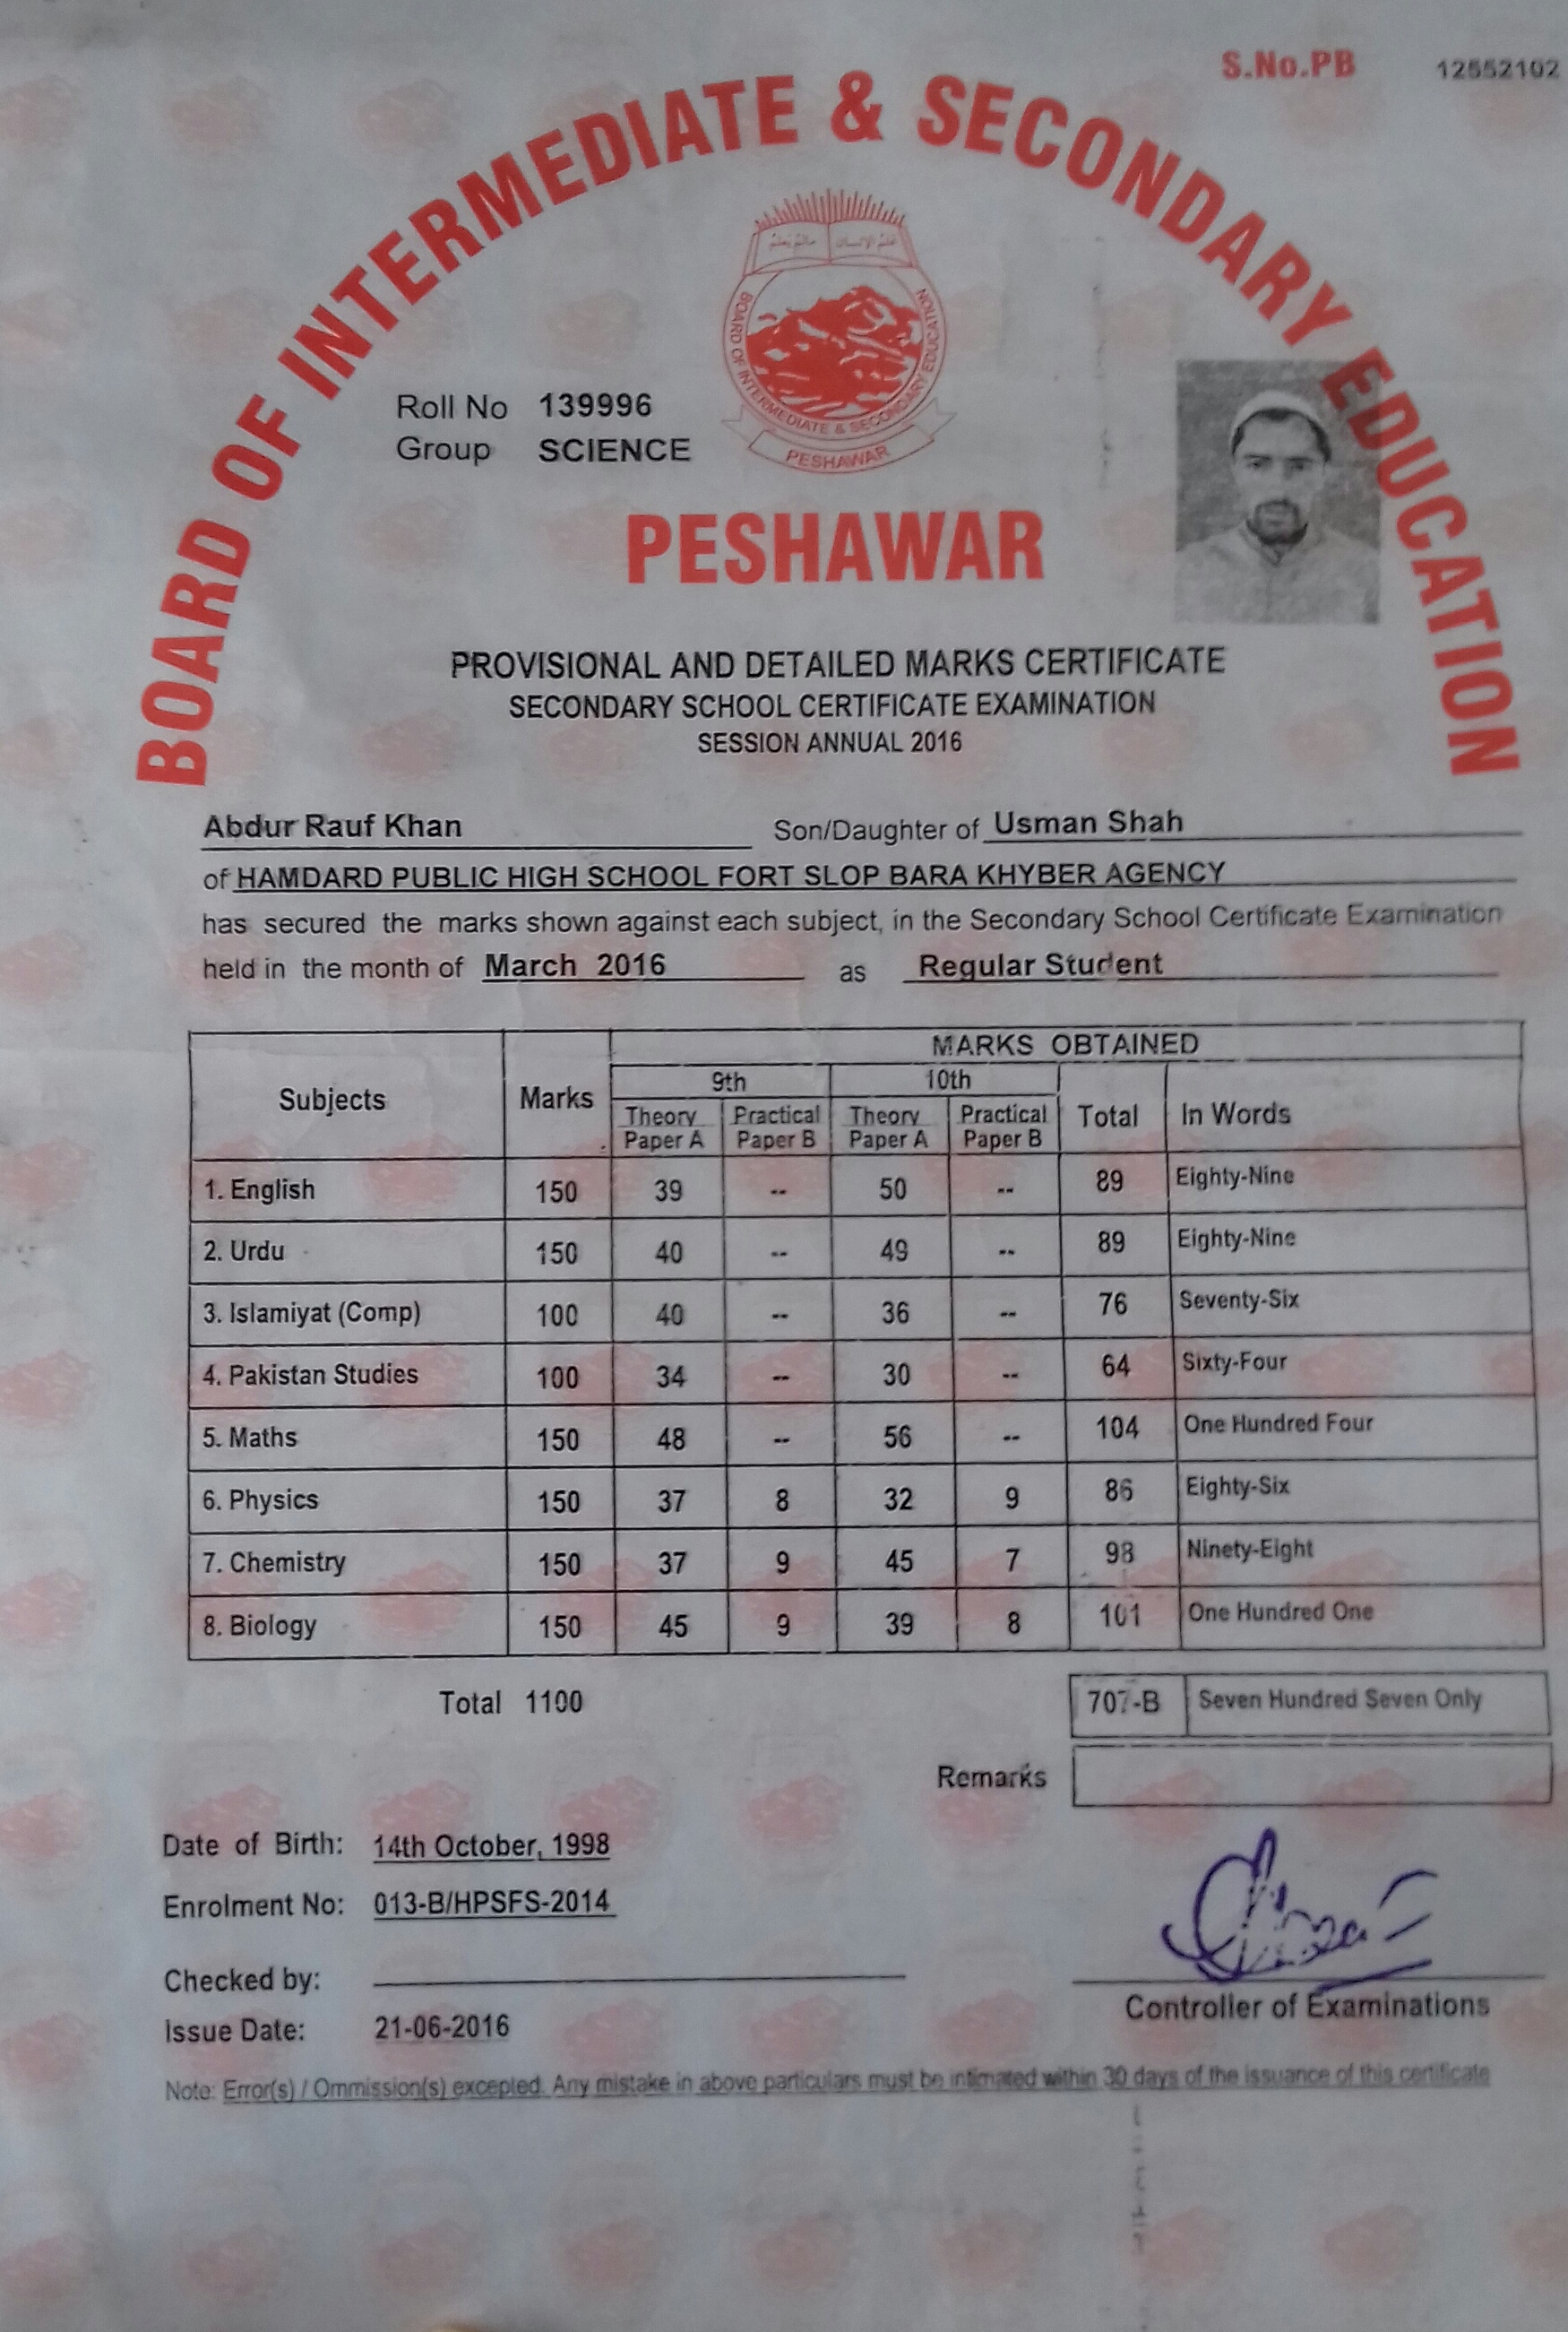 S.No.PB 12552102
BOARD OF INTERMEDIATE & SECONDARY EDUCATION
BOARD OF INTERMEDIATE & SECONDARY EDUCATION
PESHAWAR
Roll No 139996
Group SCIENCE
PESHAWAR
PROVISIONAL AND DETAILED MARKS CERTIFICATE
SECONDARY SCHOOL CERTIFICATE EXAMINATION
SESSION ANNUAL 2016
Abdur Rauf Khan Son/Daughter of Usman Shah
of HAMDARD PUBLIC HIGH SCHOOL FORT SLOP BARA KHYBER AGENCY
has secured the marks shown against each subject, in the Secondary School Certificate Examination
held in the month of March 2016 as Regular Student
MARKS OBTAINED
9th 10th
Subjects Marks Theory Paper A Practical Paper B Theory Paper A Practical Paper B Total In Words
1. English 150 39 -- 50 -- 89 Eighty-Nine
2. Urdu 150 40 -- 49 -- 89 Eighty-Nine
3. Islamiyat (Comp) 100 40 -- 36 -- 76 Seventy-Six
4. Pakistan Studies 100 34 -- 30 -- 64 Sixty-Four
5. Maths 150 48 -- 56 -- 104 One Hundred Four
6. Physics 150 37 8 32 9 86 Eighty-Six
7. Chemistry 150 37 9 45 7 98 Ninety-Eight
8. Biology 150 45 9 39 8 101 One Hundred One
Total 1100 707-B Seven Hundred Seven Only
Remarks
Date of Birth: 14th October, 1998
Enrolment No: 013-B/HPSFS-2014
Checked by:
Controller of Examinations
Issue Date: 21-06-2016
Note: Error(s) / Ommission(s) excepted. Any mistake in above particulars must be intimated within 30 days of the issuance of this certificate